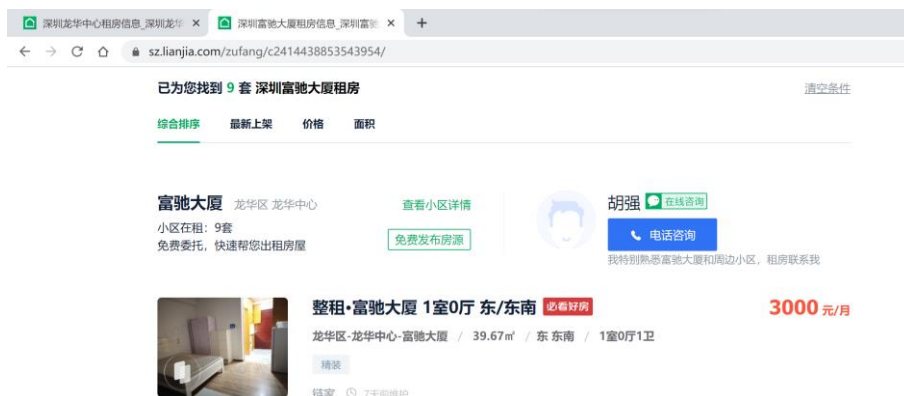 深圳龙华中心租房信息_深圳龙华
深圳富驰大厦租房信息_深圳富驰
sz.lianjia.com/zufang/c2414438853543954/
已为您找到 9 套 深圳富驰大厦租房
清空条件
综合排序 最新上架 价格 面积
富驰大厦 龙华区 龙华中心
查看小区详情
胡强 在线咨询
小区在租：9套
免费委托，快速帮您出租房屋
免费发布房源
电话咨询
我特别熟悉富驰大厦和周边小区，租房联系我
整租·富驰大厦 1室0厅 东/东南 必看好房
3000 元/月
龙华区-龙华中心-富驰大厦 / 39.67㎡ / 东 东南 / 1室0厅1卫
精装
链家 7天前维护